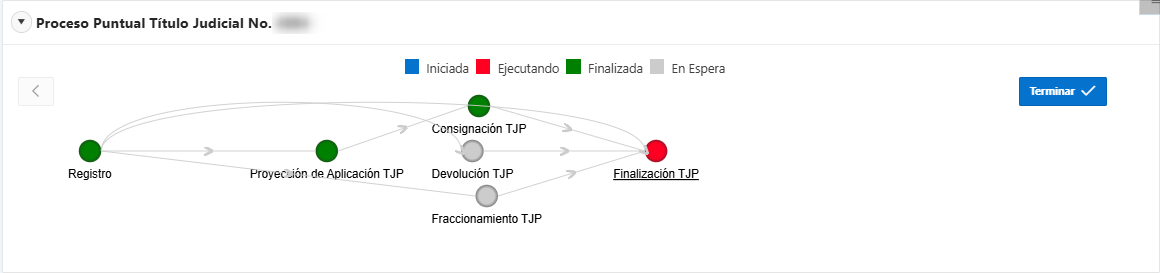 Proceso Puntual Título Judicial No.
Iniciada Ejecutando Finalizada En Espera
Terminar
Consignación TJP
Registro Proyección de Aplicación TJP Devolución TJP Finalización TJP
Fraccionamiento TJP